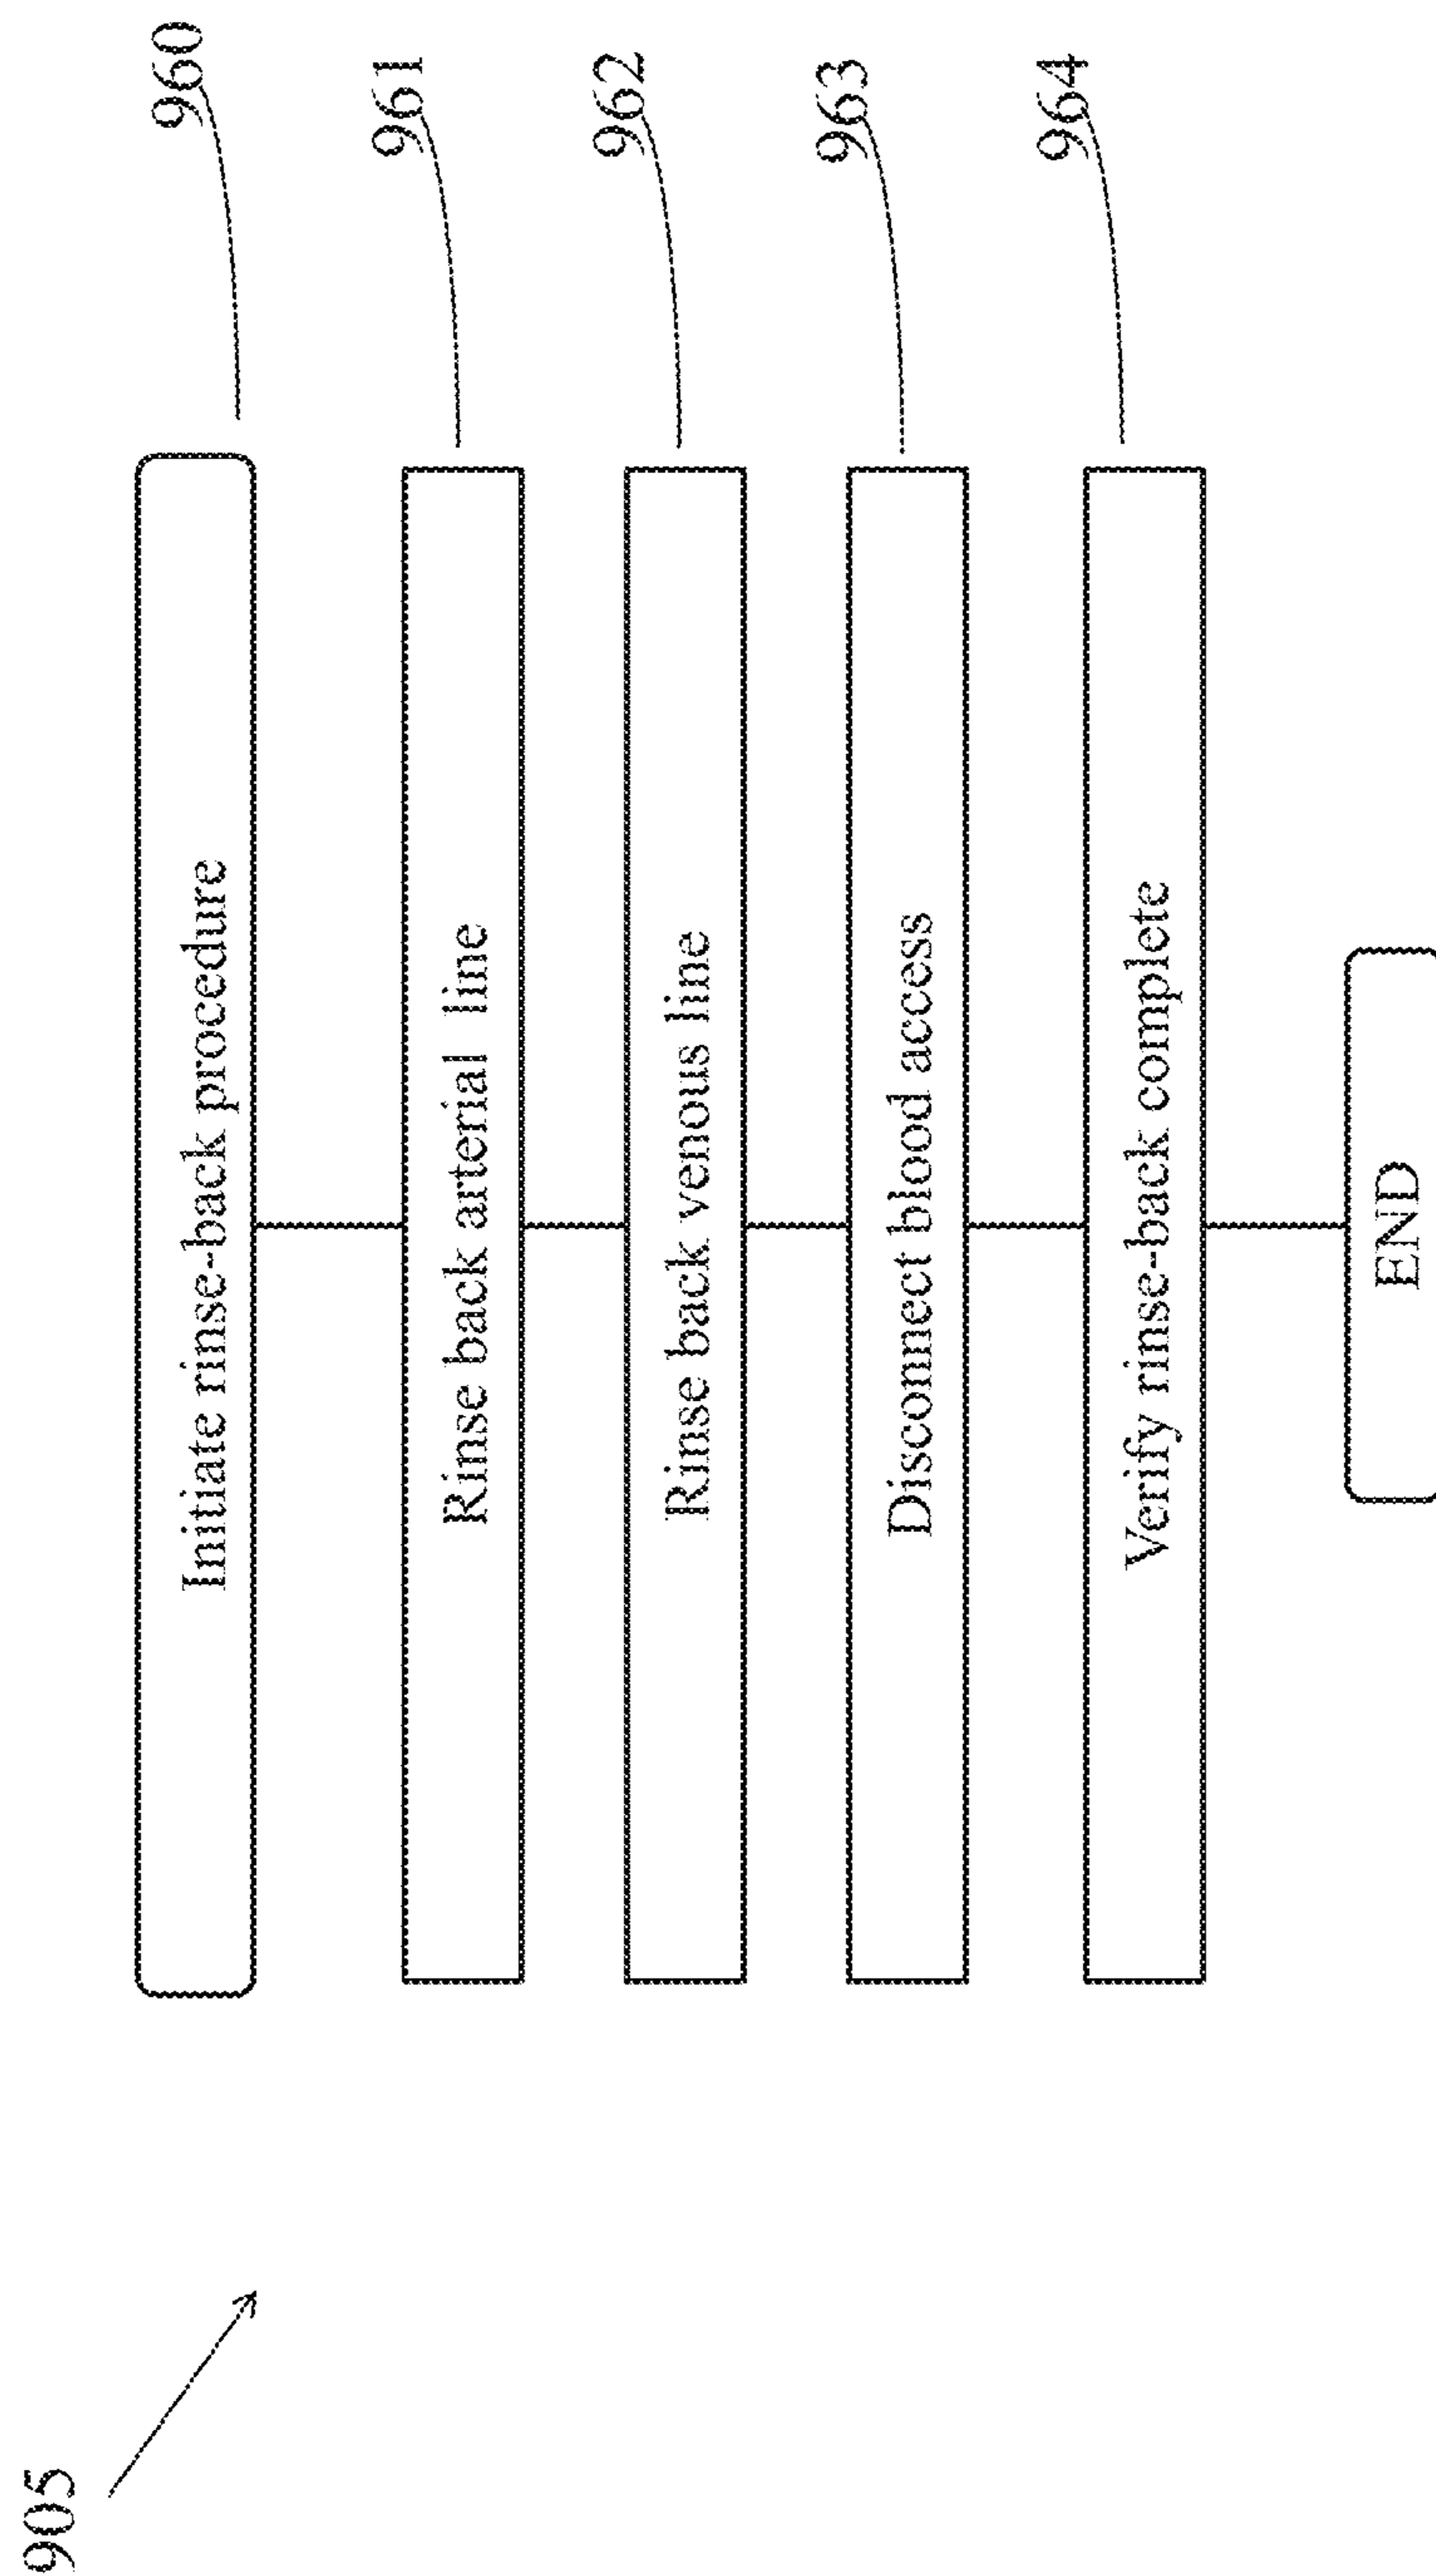 905
Initiate rinse-back procedure
960
Rinse back arterial line
961
Rinse back venous line
962
Disconnect blood access
963
Verify rinse-back complete
964
END